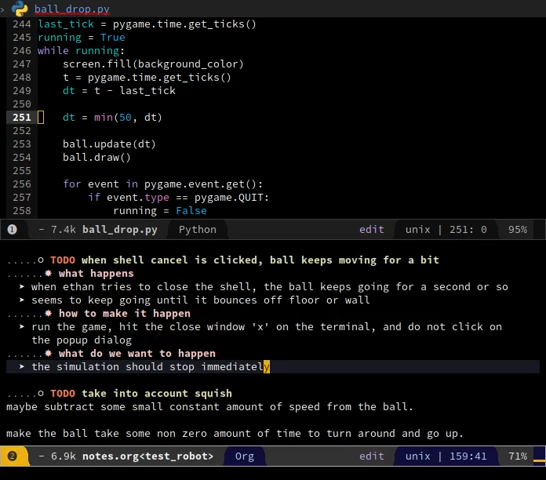 ball_drop.py
244 last_tick = pygame.time.get_ticks()
245 running = True
246 while running:
247 screen.fill(background_color)
248 t = pygame.time.get_ticks()
249 dt = t - last_tick
250
251 dt = min(50, dt)
252
253 ball.update(dt)
254 ball.draw()
255
256 for event in pygame.event.get():
257 if event.type == pygame.QUIT:
258 running = False
1 - 7.4k ball_drop.py Python edit unix | 251: 0 95%
.....○ TODO when shell cancel is clicked, ball keeps moving for a bit
......✸ what happens
➤ when ethan tries to close the shell, the ball keeps going for a second or so
➤ seems to keep going until it bounces off floor or wall
......✸ how to make it happen
➤ run the game, hit the close window 'x' on the terminal, and do not click on
the popup dialog
......✸ what do we want to happen
➤ the simulation should stop immediately
.....○ TODO take into account squish
maybe subtract some small constant amount of speed from the ball.
make the ball take some non zero amount of time to turn around and go up.
2 - 6.9k notes.org<test_robot> Org edit unix | 159:41 71%